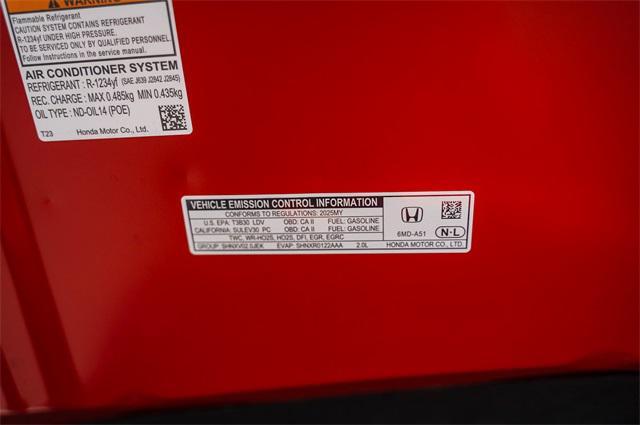 WARNING
Flammable Refrigerant
CAUTION SYSTEM CONTAINS REFRIGERANT
R-1234yf UNDER HIGH PRESSURE.
TO BE SERVICED ONLY BY QUALIFIED PERSONNEL.
Follow Instructions in the service manual.
AIR CONDITIONER SYSTEM
REFRIGERANT : R-1234yf (SAE J639 J2842 J2845)
REC. CHARGE : MAX 0.485kg MIN 0.435kg
OIL TYPE : ND-OIL14 (POE)
T23 Honda Motor Co., Ltd.
VEHICLE EMISSION CONTROL INFORMATION
CONFORMS TO REGULATIONS: 2025MY
U.S. EPA: T3B30 LDV OBD: CA II FUEL: GASOLINE
CALIFORNIA: SULEV30 PC OBD: CA II FUEL: GASOLINE
TWC, WR-HO2S, HO2S, DFI, EGR, EGRC
GROUP: SHNXV02.0JEK EVAP: SHNXR0122AAA 2.0L
6MD-A51
N-L
HONDA MOTOR CO., LTD.